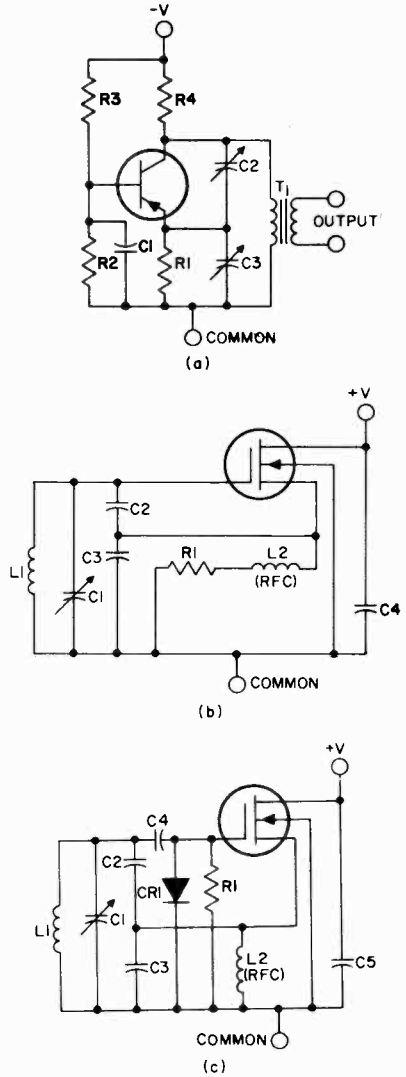 -V
R3
R4
C2
T1
OUTPUT
R2
C1
R1
C3
COMMON
(a)
+V
C2
R1
L2
(RFC)
C3
L1
C1
C4
COMMON
(b)
+V
C4
C2
R1
CR1
L1
C1
C3
L2
(RFC)
C5
COMMON
(c)